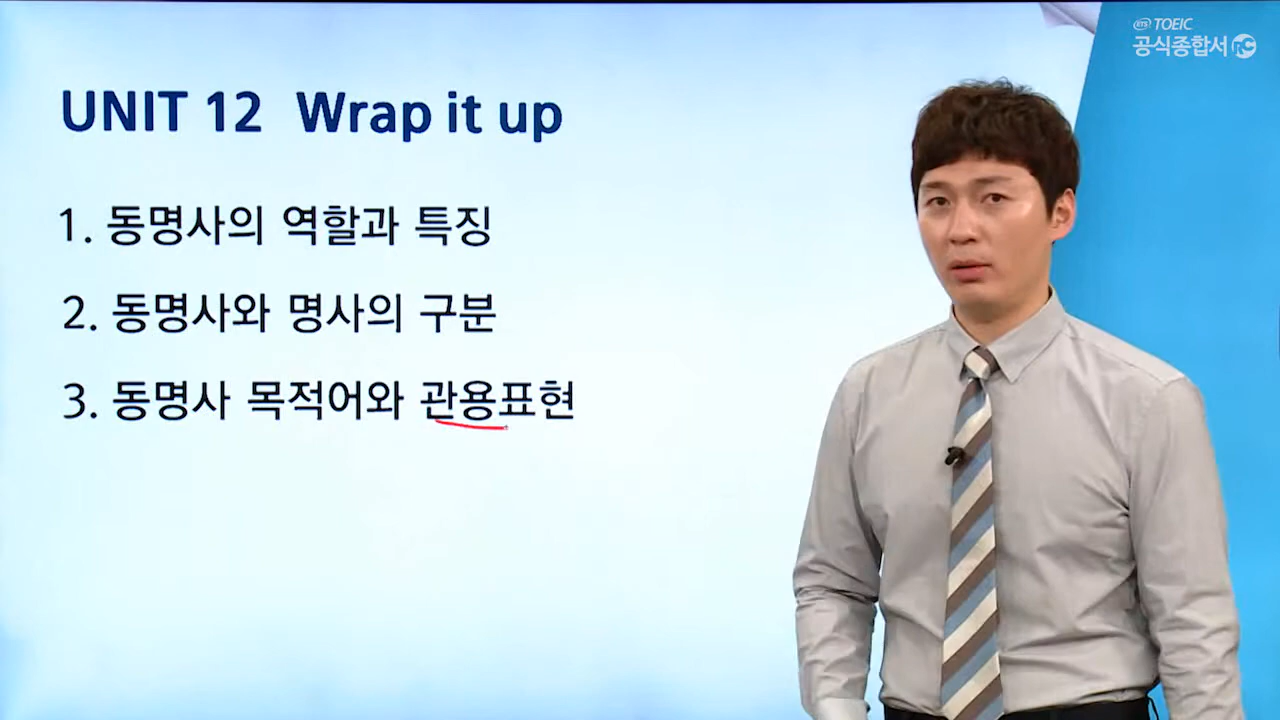 ETS TOEIC
공식종합서 RC
UNIT 12 Wrap it up
1. 동명사의 역할과 특징
2. 동명사와 명사의 구분
3. 동명사 목적어와 관용표현